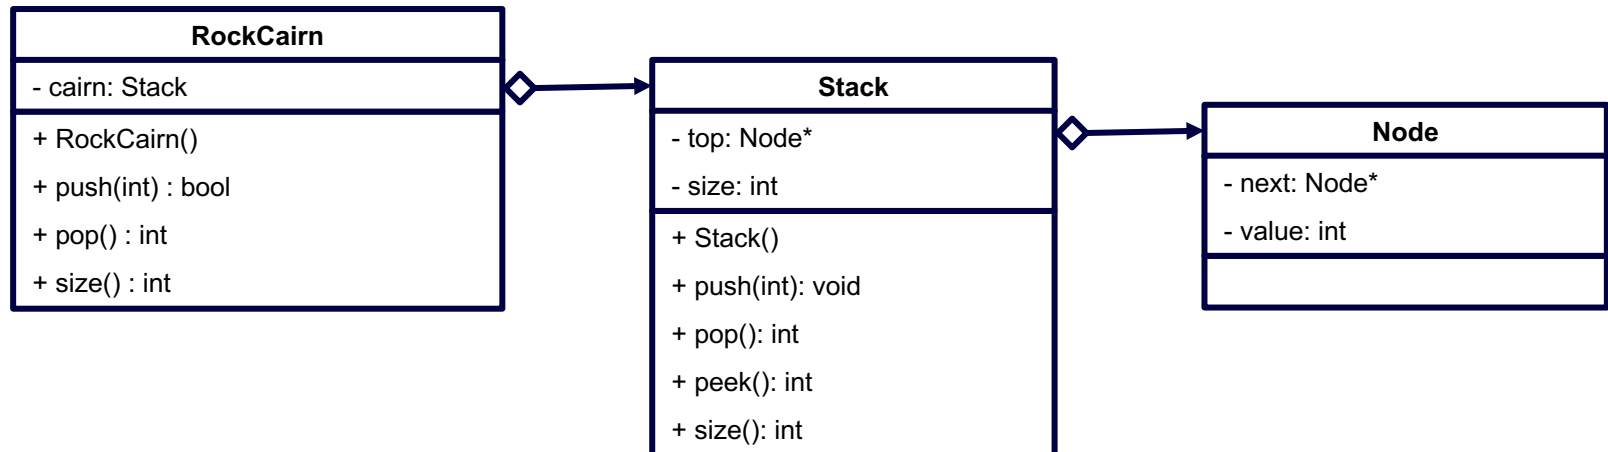 RockCairn
- cairn: Stack
+ RockCairn()
+ push(int) : bool
+ pop() : int
+ size() : int
Stack
- top: Node*
- size: int
+ Stack()
+ push(int): void
+ pop(): int
+ peek(): int
+ size(): int
Node
- next: Node*
- value: int